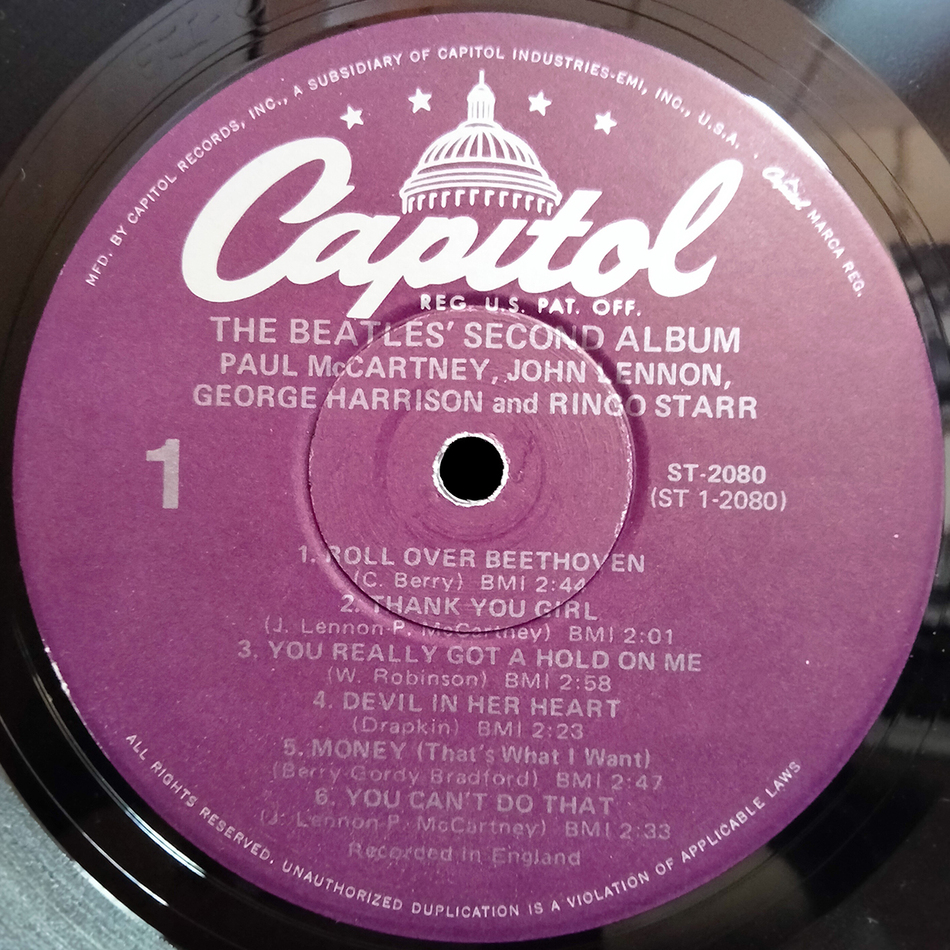 MFD. BY CAPITOL RECORDS, INC., A SUBSIDIARY OF CAPITOL INDUSTRIES-EMI, INC., U.S.A. . Capitol MARCA REG.
Capitol
REG. U.S. PAT. OFF.
THE BEATLES' SECOND ALBUM
PAUL McCARTNEY, JOHN LENNON,
GEORGE HARRISON and RINGO STARR
1
ST-2080
(ST 1-2080)
1. ROLL OVER BEETHOVEN
(C. Berry) BMI 2:44
2. THANK YOU GIRL
(J. Lennon-P. McCartney) BMI 2:01
3. YOU REALLY GOT A HOLD ON ME
(W. Robinson) BMI 2:58
4. DEVIL IN HER HEART
(Drapkin) BMI 2:23
5. MONEY (That's What I Want)
(Berry Gordy Bradford) BMI 2:47
6. YOU CAN'T DO THAT
(J. Lennon-P. McCartney) BMI 2:33
Recorded in England
ALL RIGHTS RESERVED. UNAUTHORIZED DUPLICATION IS A VIOLATION OF APPLICABLE LAWS